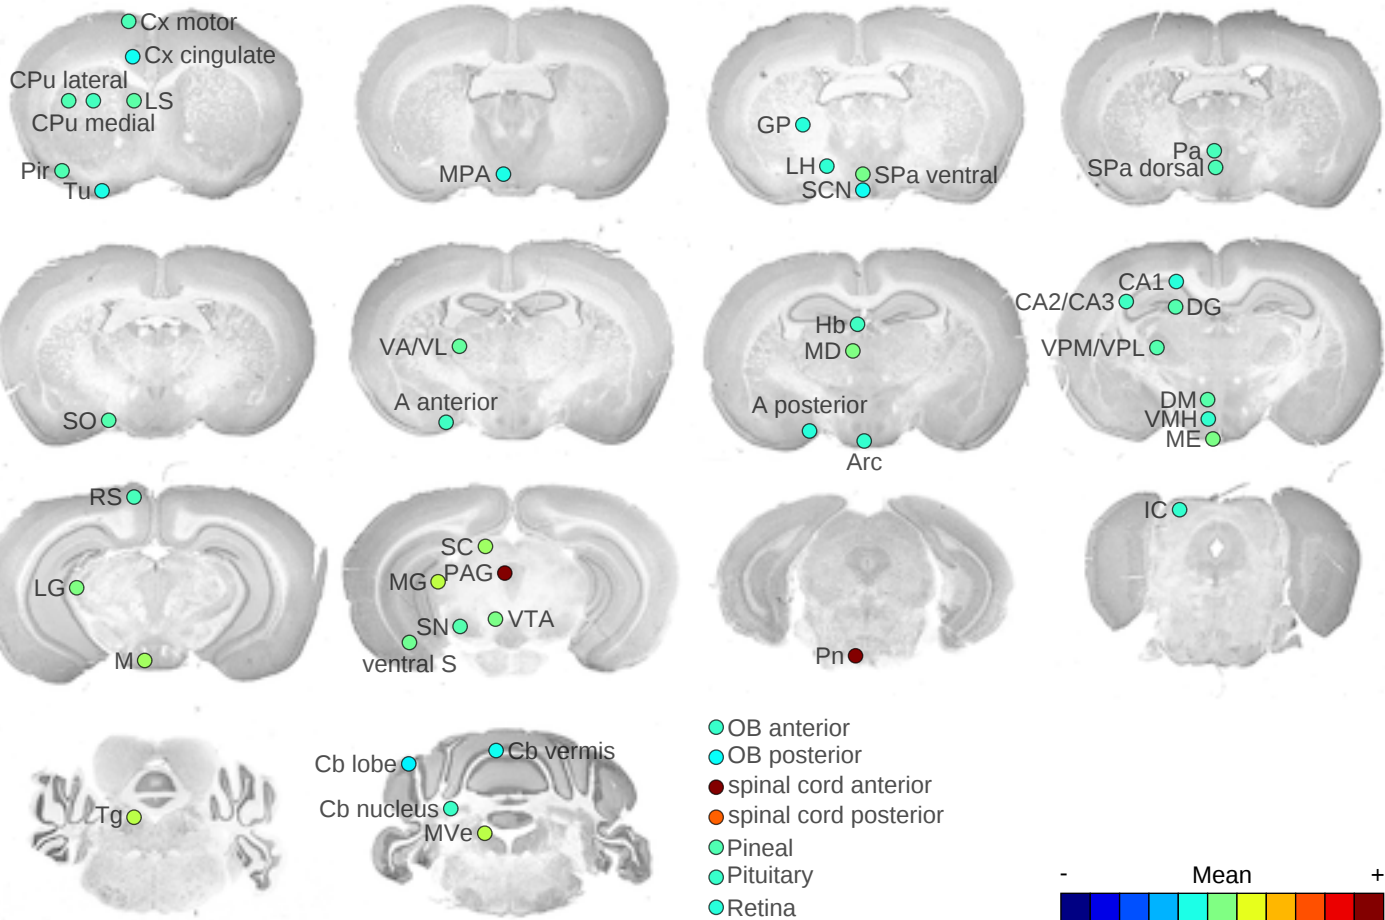 Cx motor
Cx cingulate
CPu lateral
LS
CPu medial
Pir
Tu
MPA
GP
LH
SPa ventral
SCN
Pa
SPa dorsal
SO
VA/VL
A anterior
Hb
MD
A posterior
Arc
CA1
CA2/CA3
DG
VPM/VPL
DM
VMH
ME
RS
LG
M
SC
PAG
MG
SN
VTA
ventral S
Pn
IC
Tg
Cb vermis
Cb lobe
Cb nucleus
MVe
OB anterior
OB posterior
spinal cord anterior
spinal cord posterior
Pineal
Pituitary
Retina
- Mean +